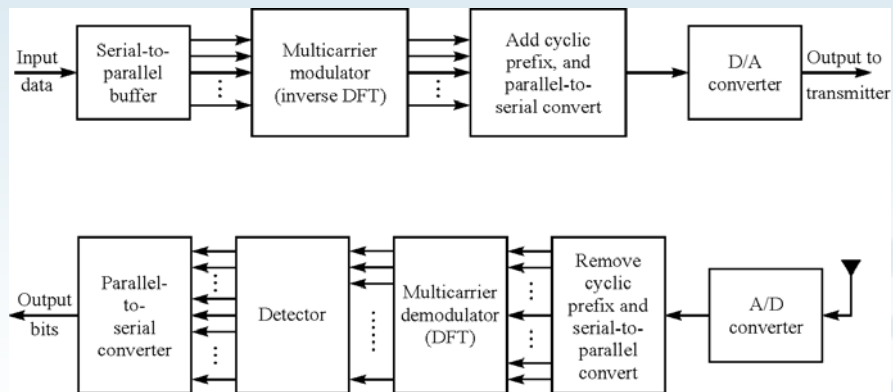 Input
data
Serial-to-
parallel
buffer
Multicarrier
modulator
(inverse DFT)
Add cyclic
prefix, and
parallel-to-
serial convert
D/A
converter
Output to
transmitter
Output
bits
Parallel-
to-
serial
converter
Detector
Multicarrier
demodulator
(DFT)
Remove
cyclic
prefix and
serial-to-
parallel
convert
A/D
converter